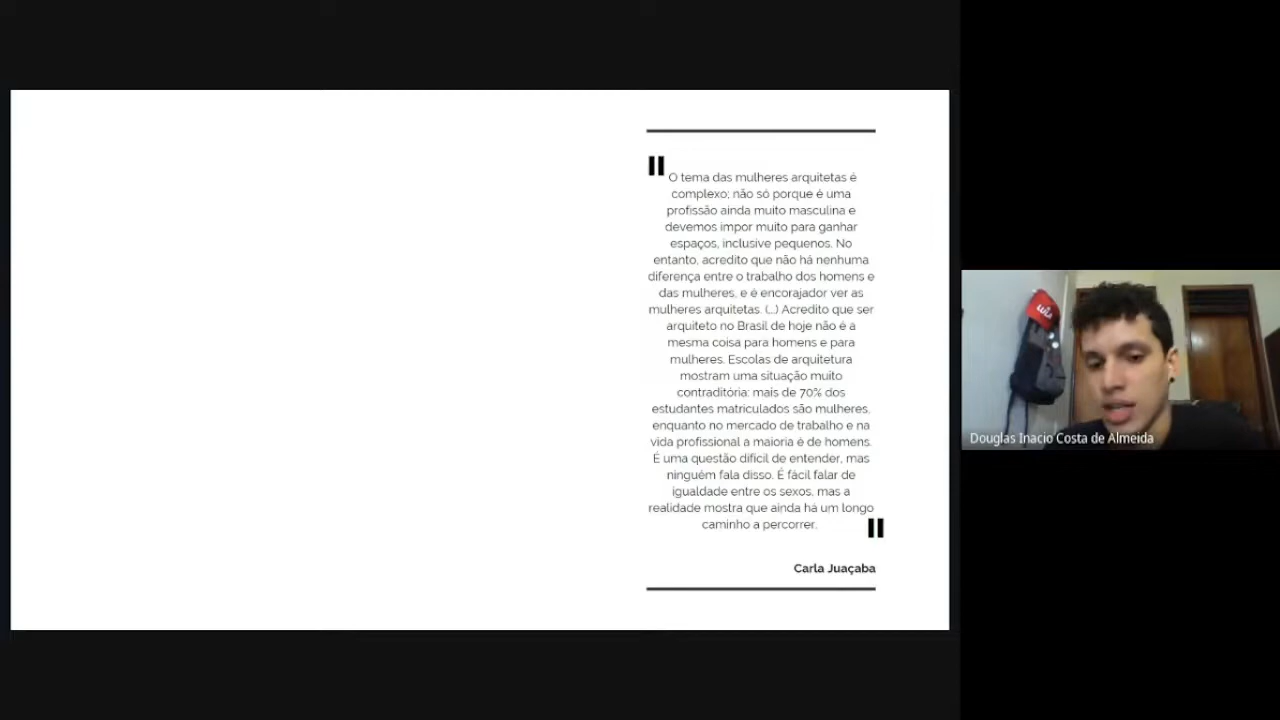 "
O tema das mulheres arquitetas é
complexo; não só porque é uma
profissão ainda muito masculina e
devemos impor muito para ganhar
espaços, inclusive pequenos. No
entanto, acredito que não há nenhuma
diferença entre o trabalho dos homens e
das mulheres, e é encorajador ver as
mulheres arquitetas. (...) Acredito que ser
arquiteto no Brasil de hoje não é a
mesma coisa para homens e para
mulheres. Escolas de arquitetura
mostram uma situação muito
contraditória: mais de 70% dos
estudantes matriculados são mulheres,
enquanto no mercado de trabalho e na
vida profissional a maioria é de homens.
É uma questão difícil de entender, mas
ninguém fala disso. É fácil falar de
igualdade entre os sexos, mas a
realidade mostra que ainda há um longo
caminho a percorrer.
"
Carla Juaçaba
Douglas Inacio Costa de Almeida